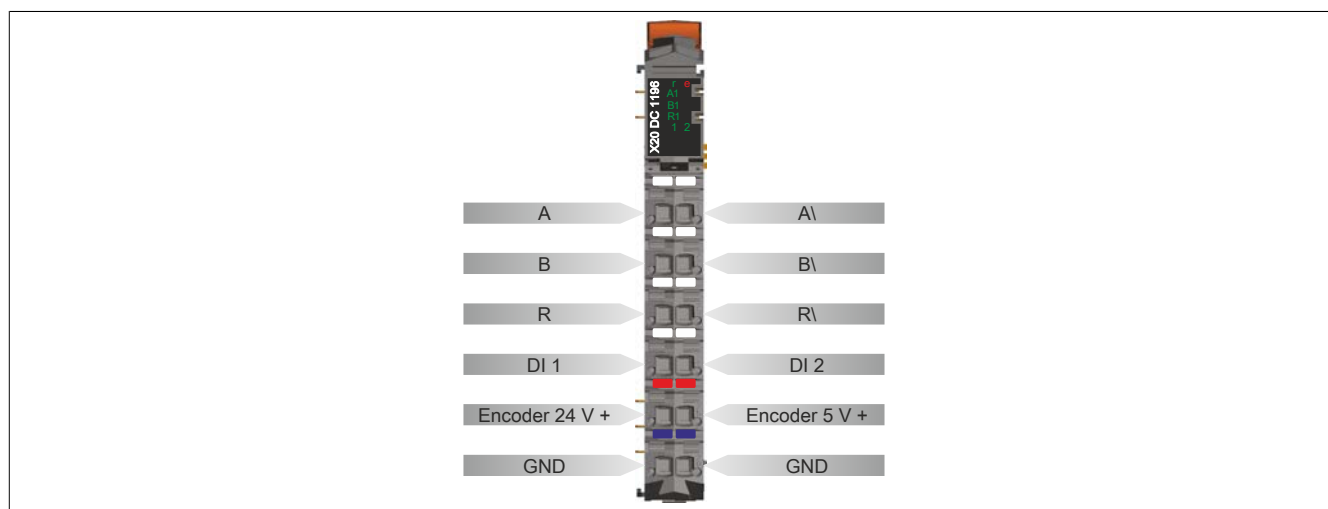 X20 DC 1196
r e
A1
B1
R1
1 2
A A\
B B\
R R\
DI 1 DI 2
Encoder 24 V + Encoder 5 V +
GND GND